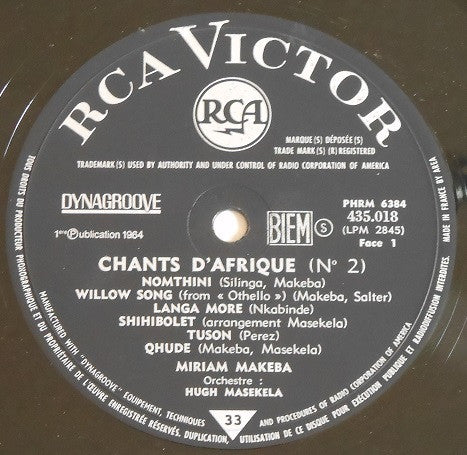 RCA VICTOR
RCA
MARQUE(S) DÉPOSÉE(S)
TRADE MARK(S) (R) REGISTERED
TRADEMARK(S) USED BY AUTHORITY AND UNDER CONTROL OF RADIO CORPORATION OF AMERICA
DYNAGROOVE
1ère Publication 1964
BIEM
S
PHRM 6384
435.018
(LPM 2845)
Face 1
CHANTS D'AFRIQUE (N° 2)
NOMTHINI (Silinga, Makeba)
WILLOW SONG (from « Othello ») (Makeba, Salter)
LANGA MORE (Nkabinde)
SHIHIBOLET (arrangement Masekela)
TUSON (Perez)
QHUDE (Makeba, Masekela)
MIRIAM MAKEBA
Orchestre :
HUGH MASEKELA
33
MANUFACTURED WITH "DYNAGROOVE" EQUIPEMENT, TECHNIQUES AND PROCEDURES OF RADIO CORPORATION OF AMERICA
TOUS DROITS DU PRODUCTEUR PHONOGRAPHIQUE ET DU PROPRIÉTAIRE DE L'ŒUVRE ENREGISTRÉE RÉSERVÉS. DUPLICATION, UTILISATION DE CE DISQUE POUR EXÉCUTION PUBLIQUE ET RADIODIFFUSION INTERDITES.
MADE IN FRANCE BY AREA